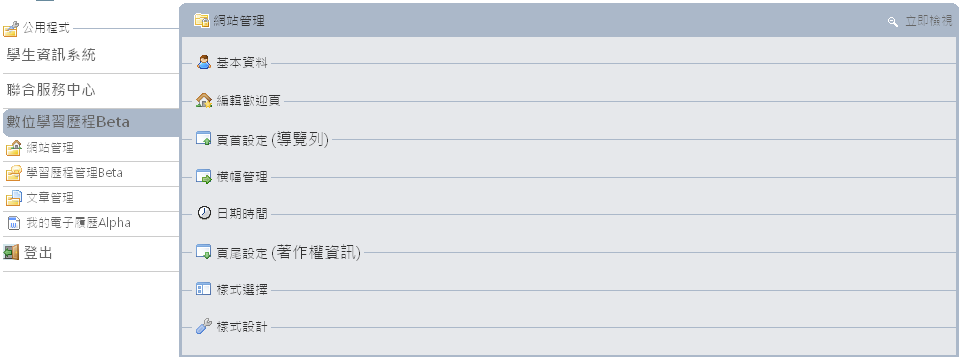 公用程式
學生資訊系統
聯合服務中心
數位學習歷程Beta
網站管理
學習歷程管理Beta
文章管理
我的電子履歷Alpha
登出
網站管理
立即檢視
基本資料
編輯歡迎頁
頁首設定 (導覽列)
橫幅管理
日期時間
頁尾設定 (著作權資訊)
樣式選擇
樣式設計